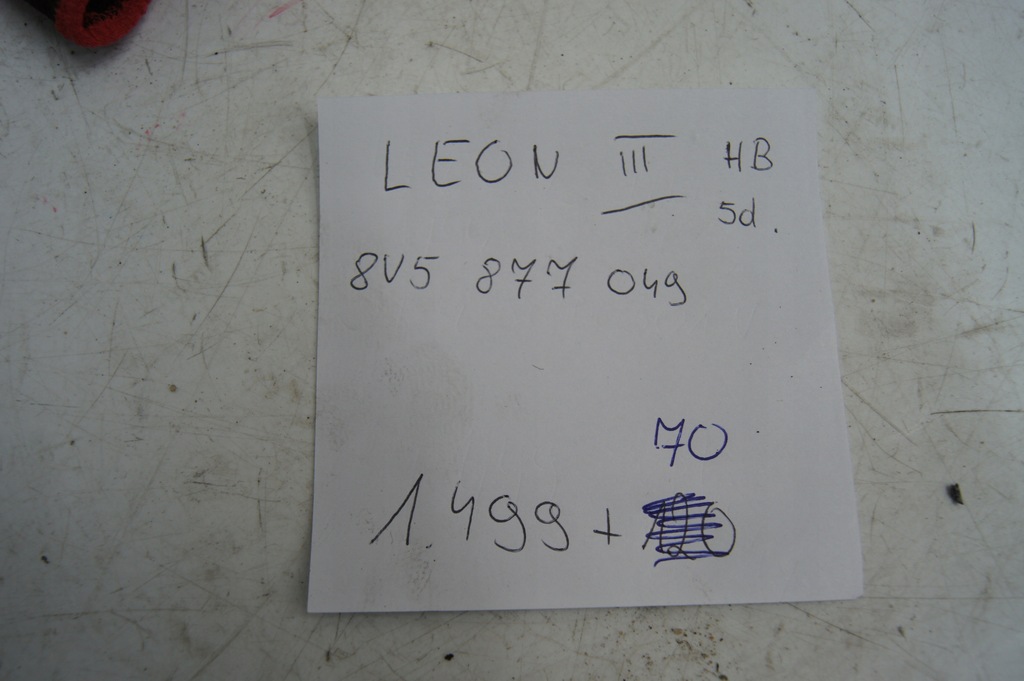 LEON III HB
5d.
8V5 877 049
70
1.499 +